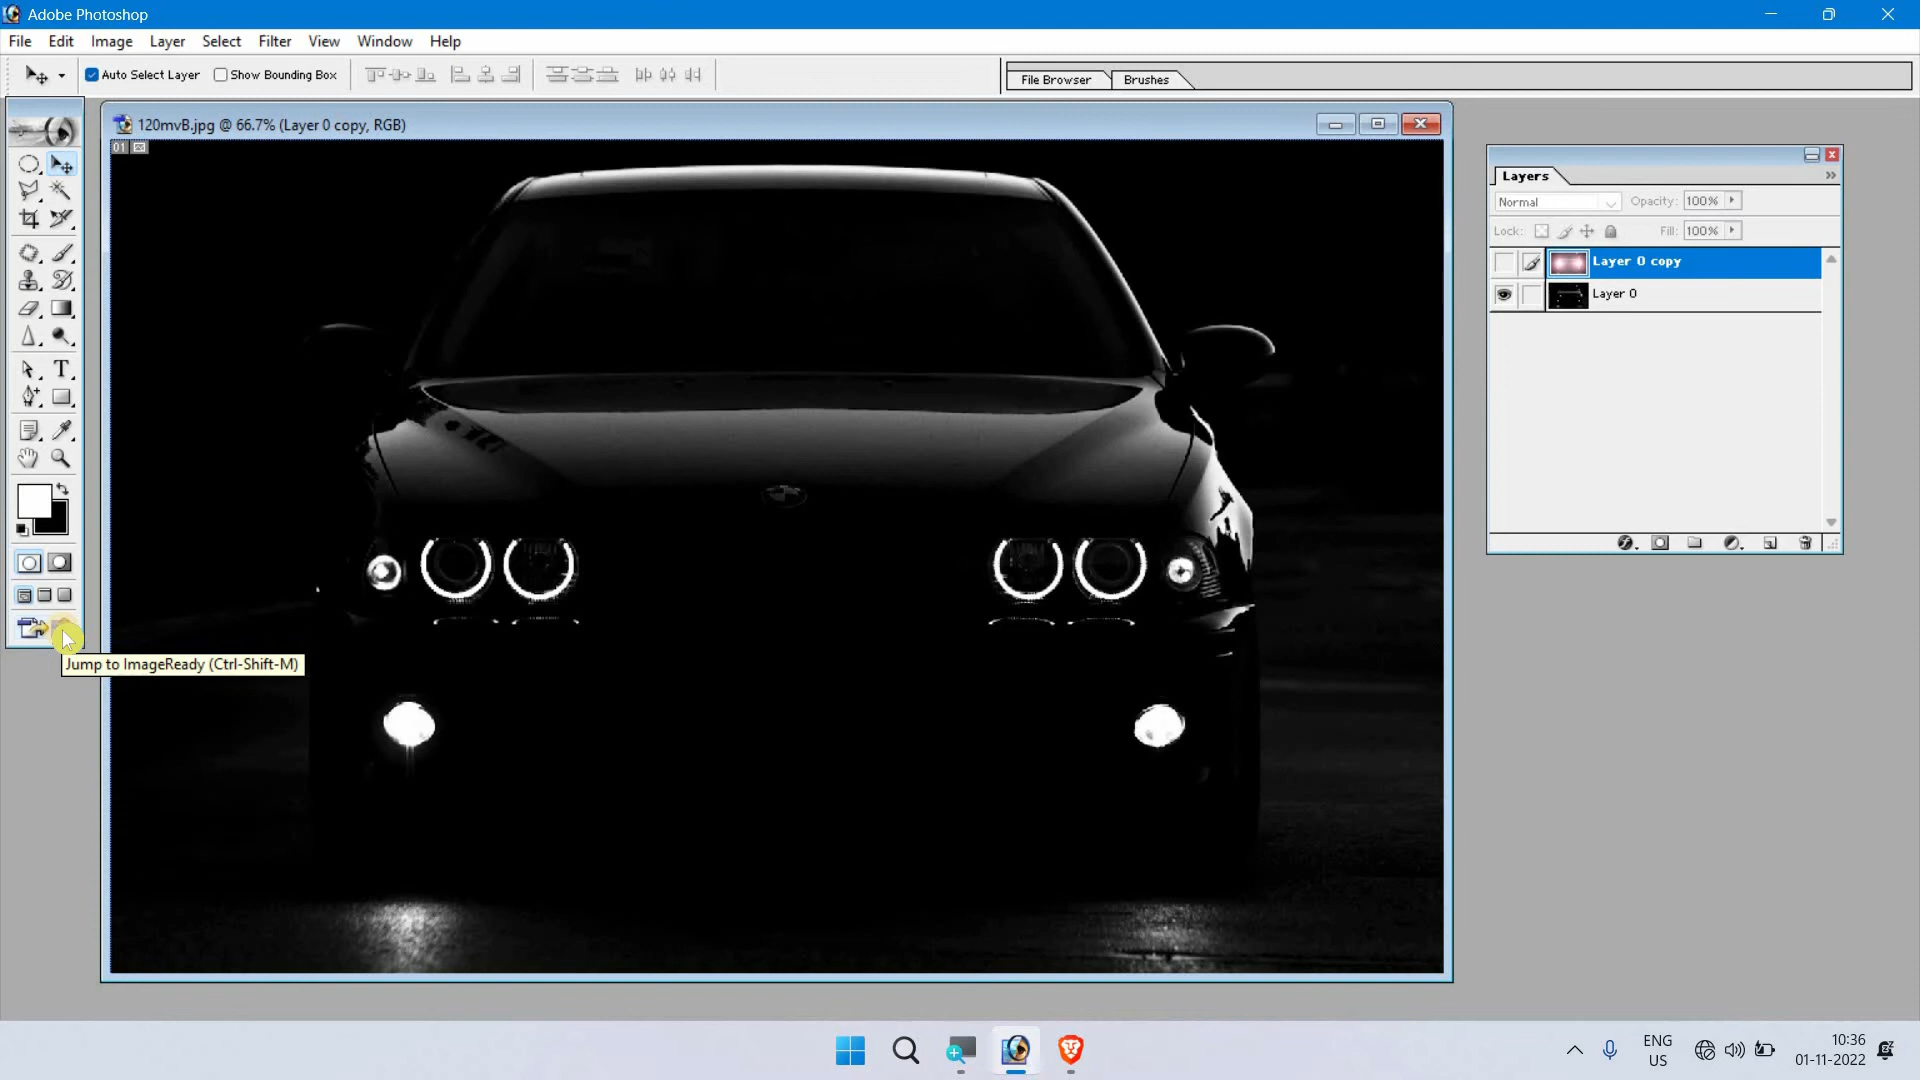 Adobe Photoshop
File Edit Image Layer Select Filter View Window Help
Auto Select Layer Show Bounding Box
File Browser Brushes
120mvB.jpg @ 66.7% (Layer 0 copy, RGB)
01
Layers
Normal Opacity: 100%
Lock: Fill: 100%
Layer 0 copy
Layer 0
T
Jump to ImageReady (Ctrl-Shift-M)
ENG
US
10:36
01-11-2022